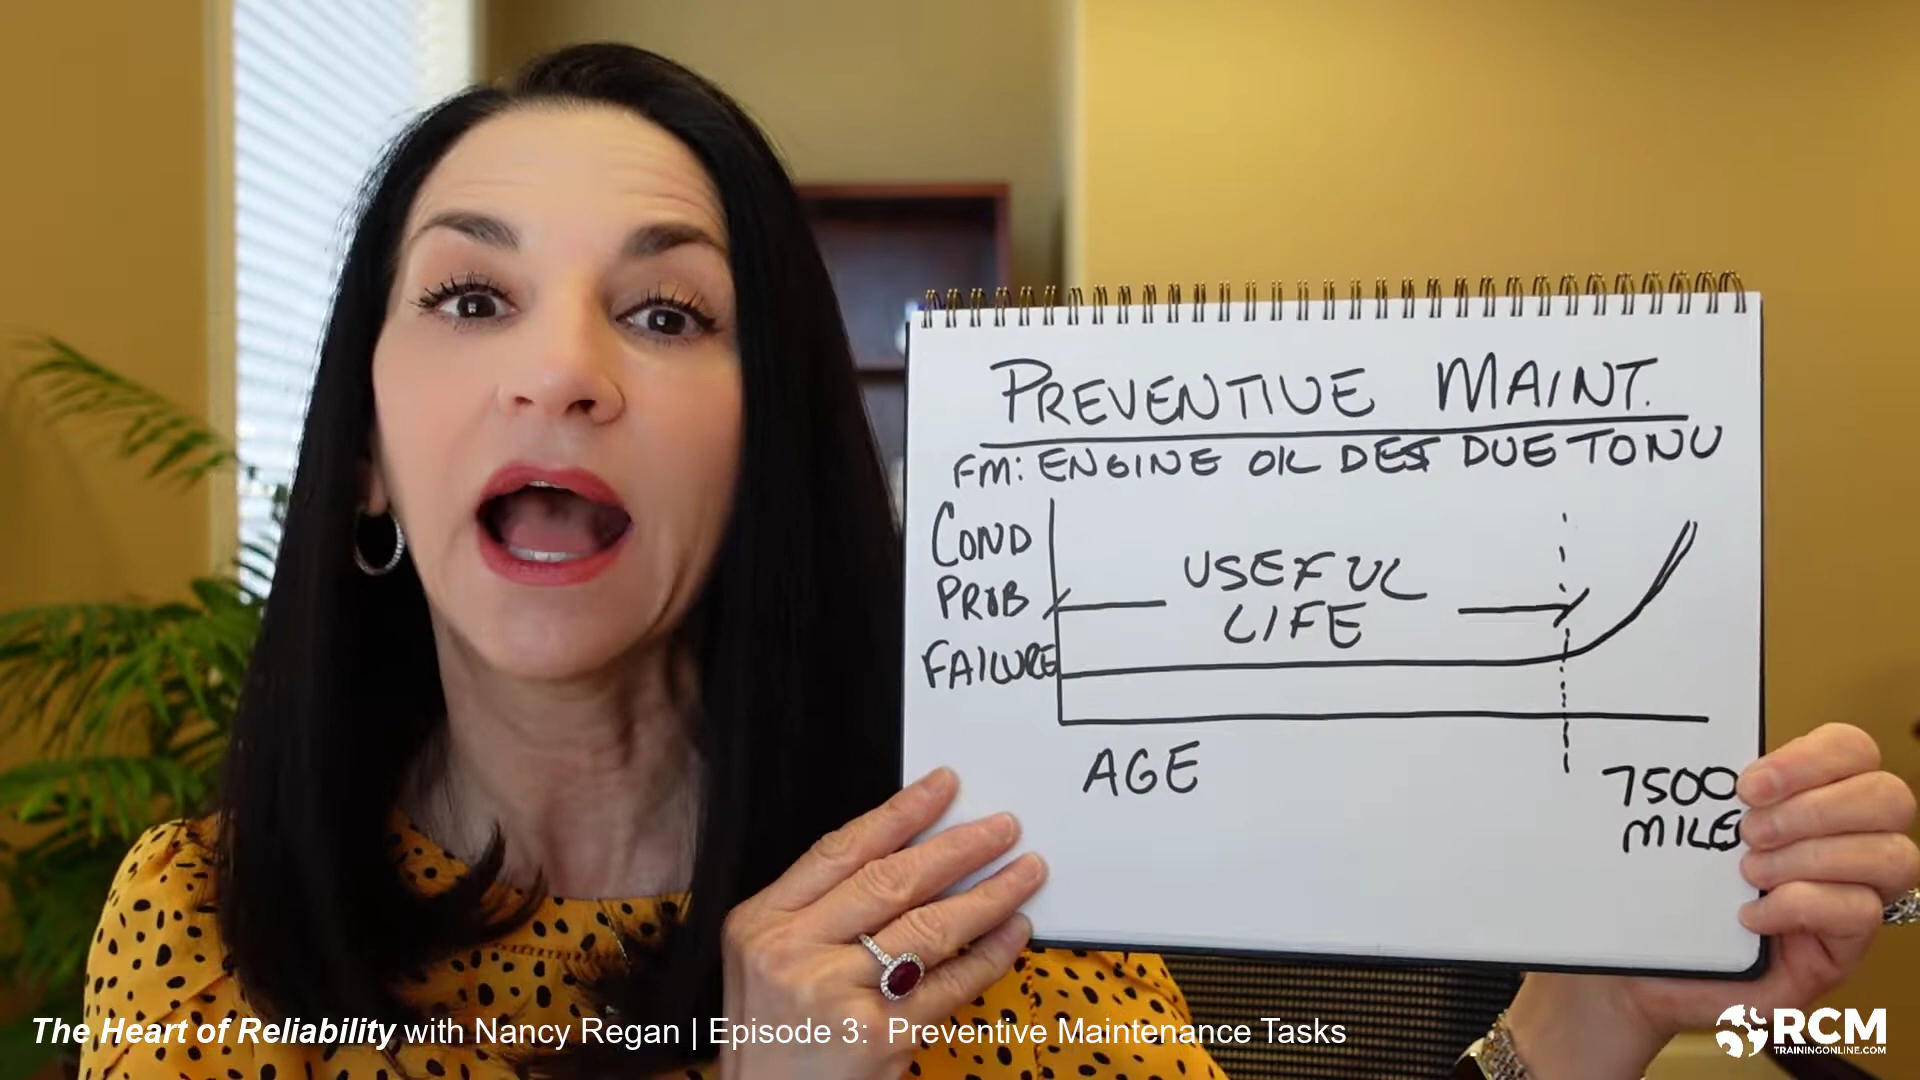 PREVENTIVE MAINT.
FM: ENGINE OIL DES DUE TO NU
COND
PROB
FAILURE
USEFUL
LIFE
AGE
7500
MILES
The Heart of Reliability with Nancy Regan | Episode 3: Preventive Maintenance Tasks
RCM
TRAININGONLINE.COM